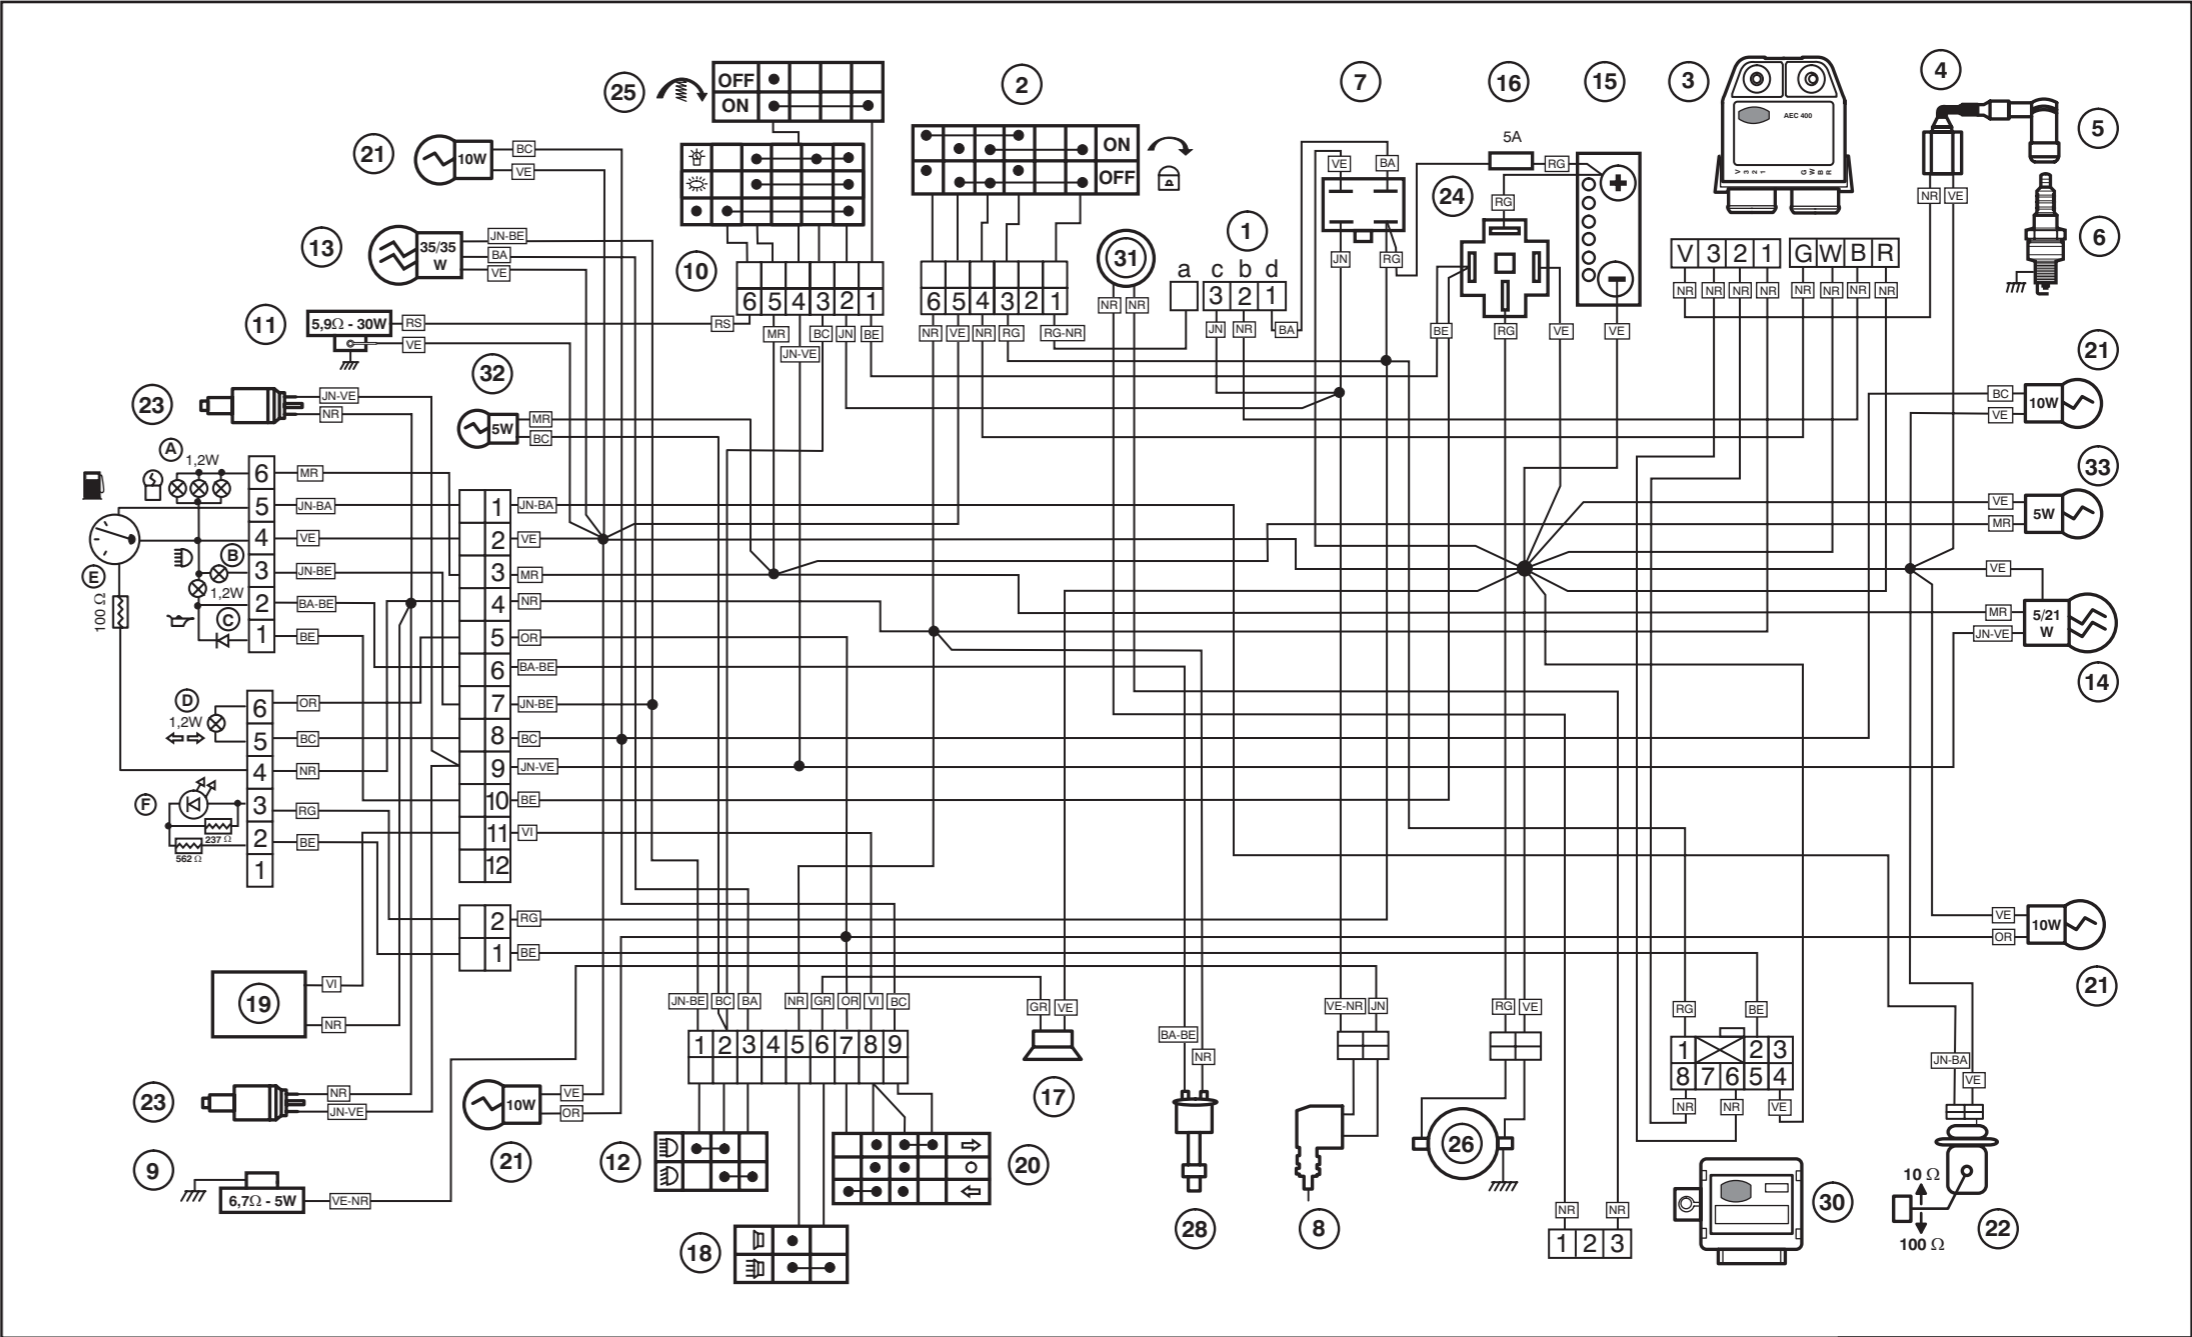 25
OFF
ON
2
ON
OFF
7
16
15
3
4
5
6
21
10W
BC
VE
13
35/35
W
JN-BE
BA
VE
11
5,9Ω - 30W
RS
VE
10
RS
6 5 4 3 2 1
MR
JN-VE
BC
JN
BE
6 5 4 3 2 1
NR
VE
NR
RG
RG-NR
31
NR
NR
1
a c b d
3 2 1
JN
NR
BA
VE
BA
JN
RG
5A
RG
24
RG
BE
RG
VE
VE
AEC 400
V 3 2 1
G W B R
V 3 2 1
G W B R
NR
NR
NR
NR
NR
NR
NR
NR
NR
VE
23
JN-VE
NR
32
5W
MR
BC
21
10W
BC
VE
33
5W
VE
MR
VE
5/21
W
MR
JN-VE
14
A
1,2W
B
1,2W
C
E
100 Ω
6
5
4
3
2
1
MR
JN-BA
VE
JN-BE
BA-BE
BE
D
1,2W
F
237 Ω
562 Ω
6
5
4
3
2
1
OR
BC
NR
RG
BE
1
2
3
4
5
6
7
8
9
10
11
12
JN-BA
VE
MR
NR
OR
BA-BE
JN-BE
BC
JN-VE
BE
VI
2
1
RG
BE
19
VI
NR
23
NR
JN-VE
9
6,7Ω - 5W
VE-NR
21
10W
VE
OR
JN-BE
BC
BA
NR
GR
OR
VI
BC
1 2 3 4 5 6 7 8 9
12
20
18
GR
VE
17
BA-BE
NR
28
VE-NR
JN
8
RG
VE
26
NR
NR
1 2 3
RG
BE
1 2 3
8 7 6 5 4
NR
NR
VE
30
VE
OR
10W
21
JN-BA
VE
10 Ω
100 Ω
22